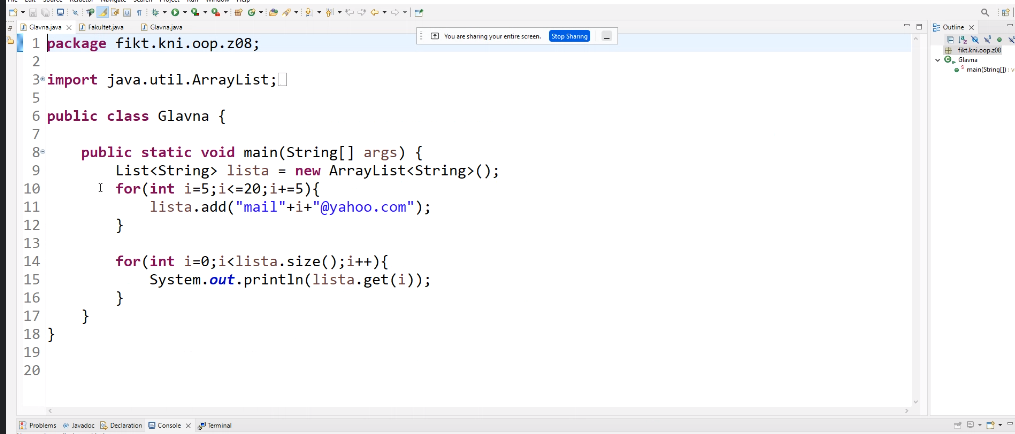 Search Project Run Window Help
Glavna.java Fakultet.java Glavna.java
You are sharing your entire screen. Stop Sharing
Outline
1 package fikt.kni.oop.z08;
2
3 import java.util.ArrayList;
5
6 public class Glavna {
7
8 public static void main(String[] args) {
9 List<String> lista = new ArrayList<String>();
10 for(int i=5;i<=20;i+=5){
11 lista.add("mail"+i+"@yahoo.com");
12 }
13
14 for(int i=0;i<lista.size();i++){
15 System.out.println(lista.get(i));
16 }
17 }
18 }
19
20
fikt.kni.oop.z08
Glavna
main(String[]) : v
Problems Javadoc Declaration Console Terminal